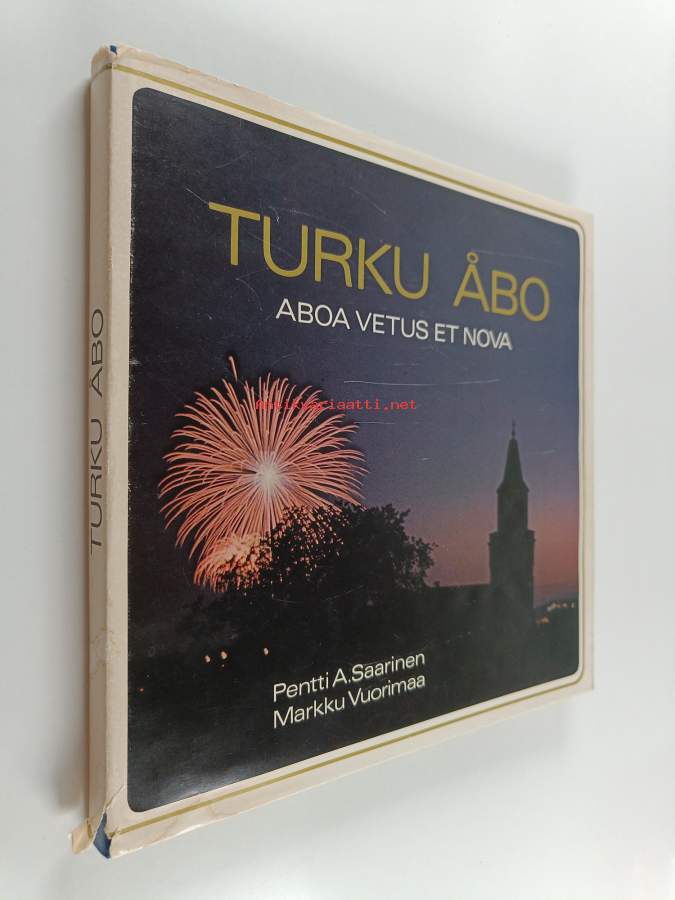 TURKU ÅBO
ABOA VETUS ET NOVA
Antikvariaatti.net
Pentti A.Saarinen
Markku Vuorimaa
TURKU ÅBO